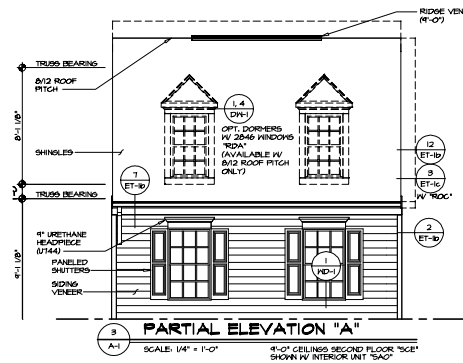 RIDGE VEN
(9'-0")
TRUSS BEARING
8/12 ROOF
PITCH
1, 4
DW-1
OPT. DORMERS
W/ 2846 WINDOWS
"RDA"
(AVAILABLE W/
8/12 ROOF PITCH
ONLY)
8'-1 1/8"
SHINGLES
12
ET-1b
3
ET-1c
W/ "ROC"
7
ET-1b
TRUSS BEARING
9" URETHANE
HEADPIECE
(U144)
2
ET-1b
9'-1 1/8"
PANELED
SHUTTERS
1
WD-1
SIDING
VENEER
3
A-1
PARTIAL ELEVATION "A"
SCALE: 1/4" = 1'-0"
9'-0" CEILINGS SECOND FLOOR "SCE"
SHOWN W/ INTERIOR UNIT "SAO"